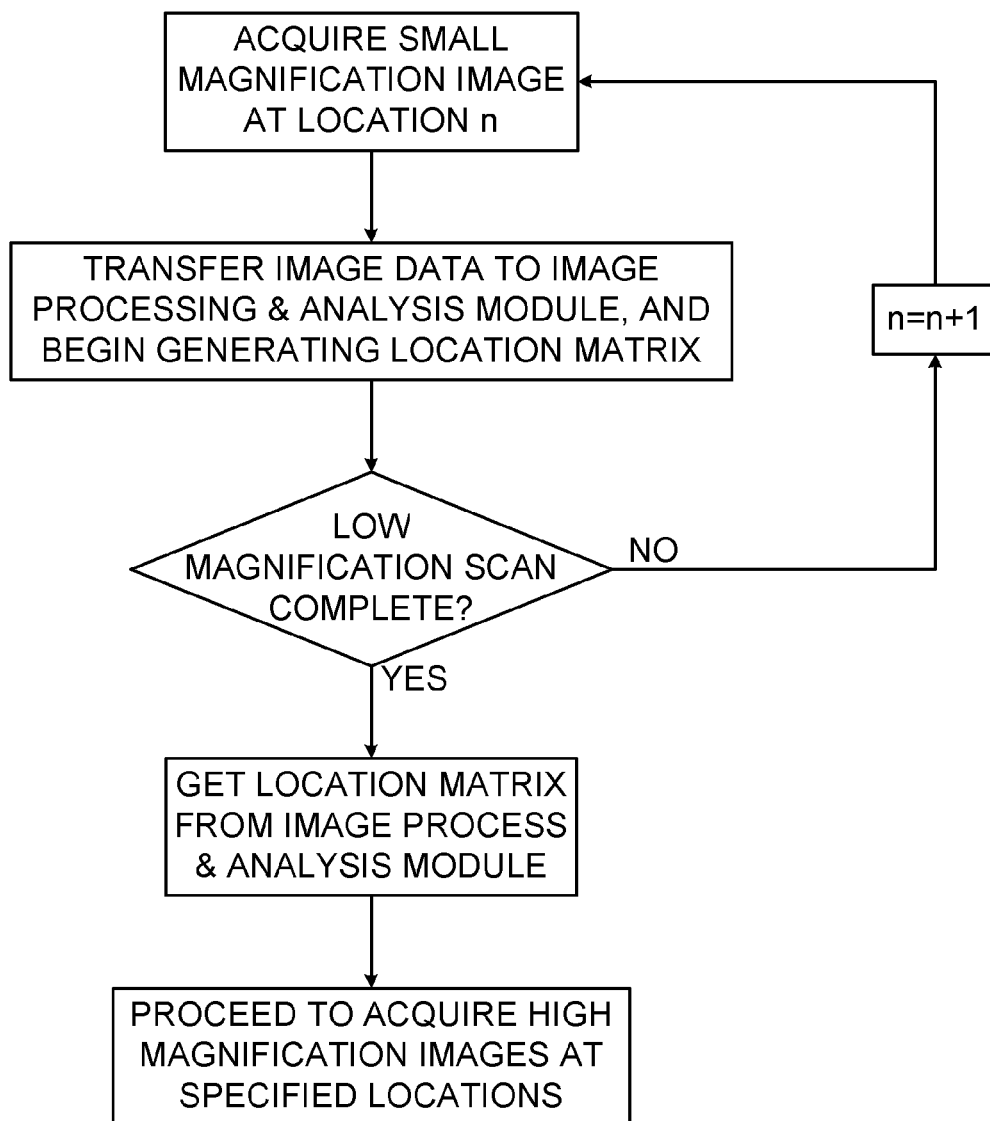 ACQUIRE SMALL
MAGNIFICATION IMAGE
AT LOCATION n
TRANSFER IMAGE DATA TO IMAGE
PROCESSING & ANALYSIS MODULE, AND
BEGIN GENERATING LOCATION MATRIX
n=n+1
LOW
MAGNIFICATION SCAN
COMPLETE?
NO
YES
GET LOCATION MATRIX
FROM IMAGE PROCESS
& ANALYSIS MODULE
PROCEED TO ACQUIRE HIGH
MAGNIFICATION IMAGES AT
SPECIFIED LOCATIONS